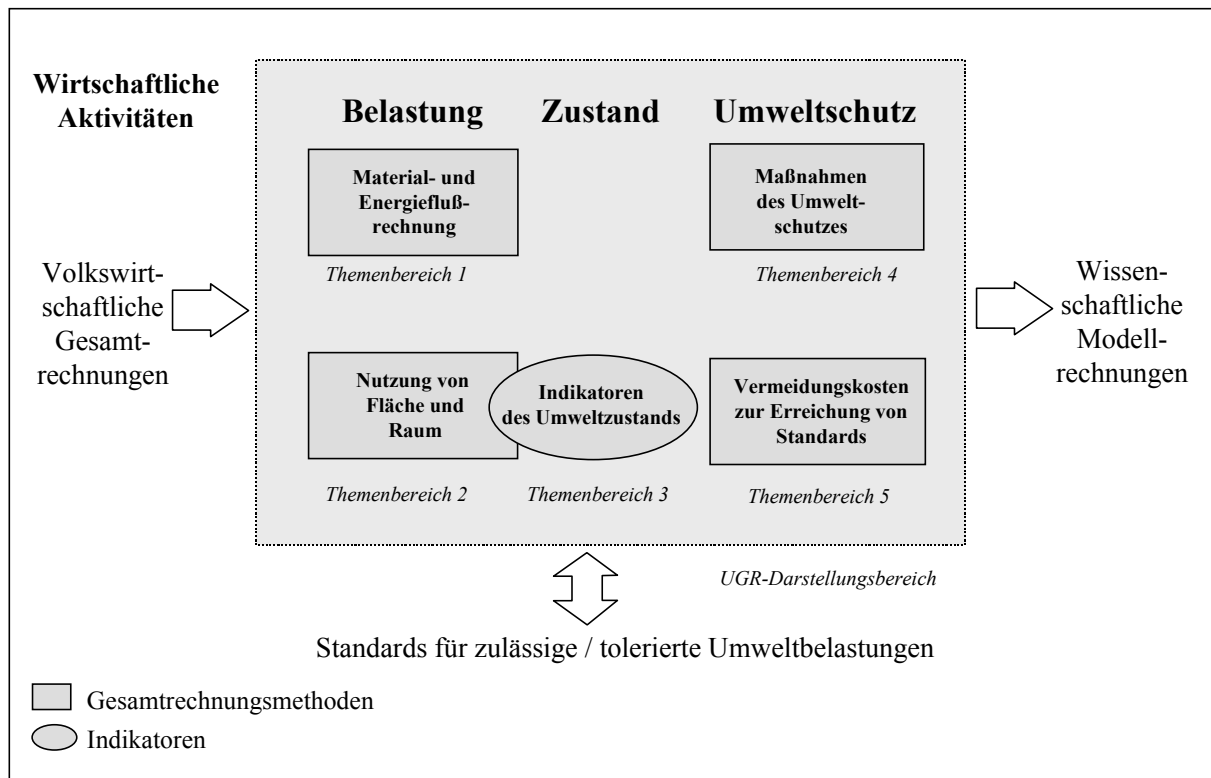 Wirtschaftliche
Aktivitäten
Belastung
Zustand
Umweltschutz
Material- und
Energiefluß-
rechnung
Themenbereich 1
Maßnahmen
des Umwelt-
schutzes
Themenbereich 4
Volkswirt-
schaftliche
Gesamt-
rechnungen
Wissen-
schaftliche
Modell-
rechnungen
Nutzung von
Fläche und
Raum
Themenbereich 2
Indikatoren
des Umweltzustands
Themenbereich 3
Vermeidungskosten
zur Erreichung von
Standards
Themenbereich 5
UGR-Darstellungsbereich
Standards für zulässige / tolerierte Umweltbelastungen
Gesamtrechnungsmethoden
Indikatoren